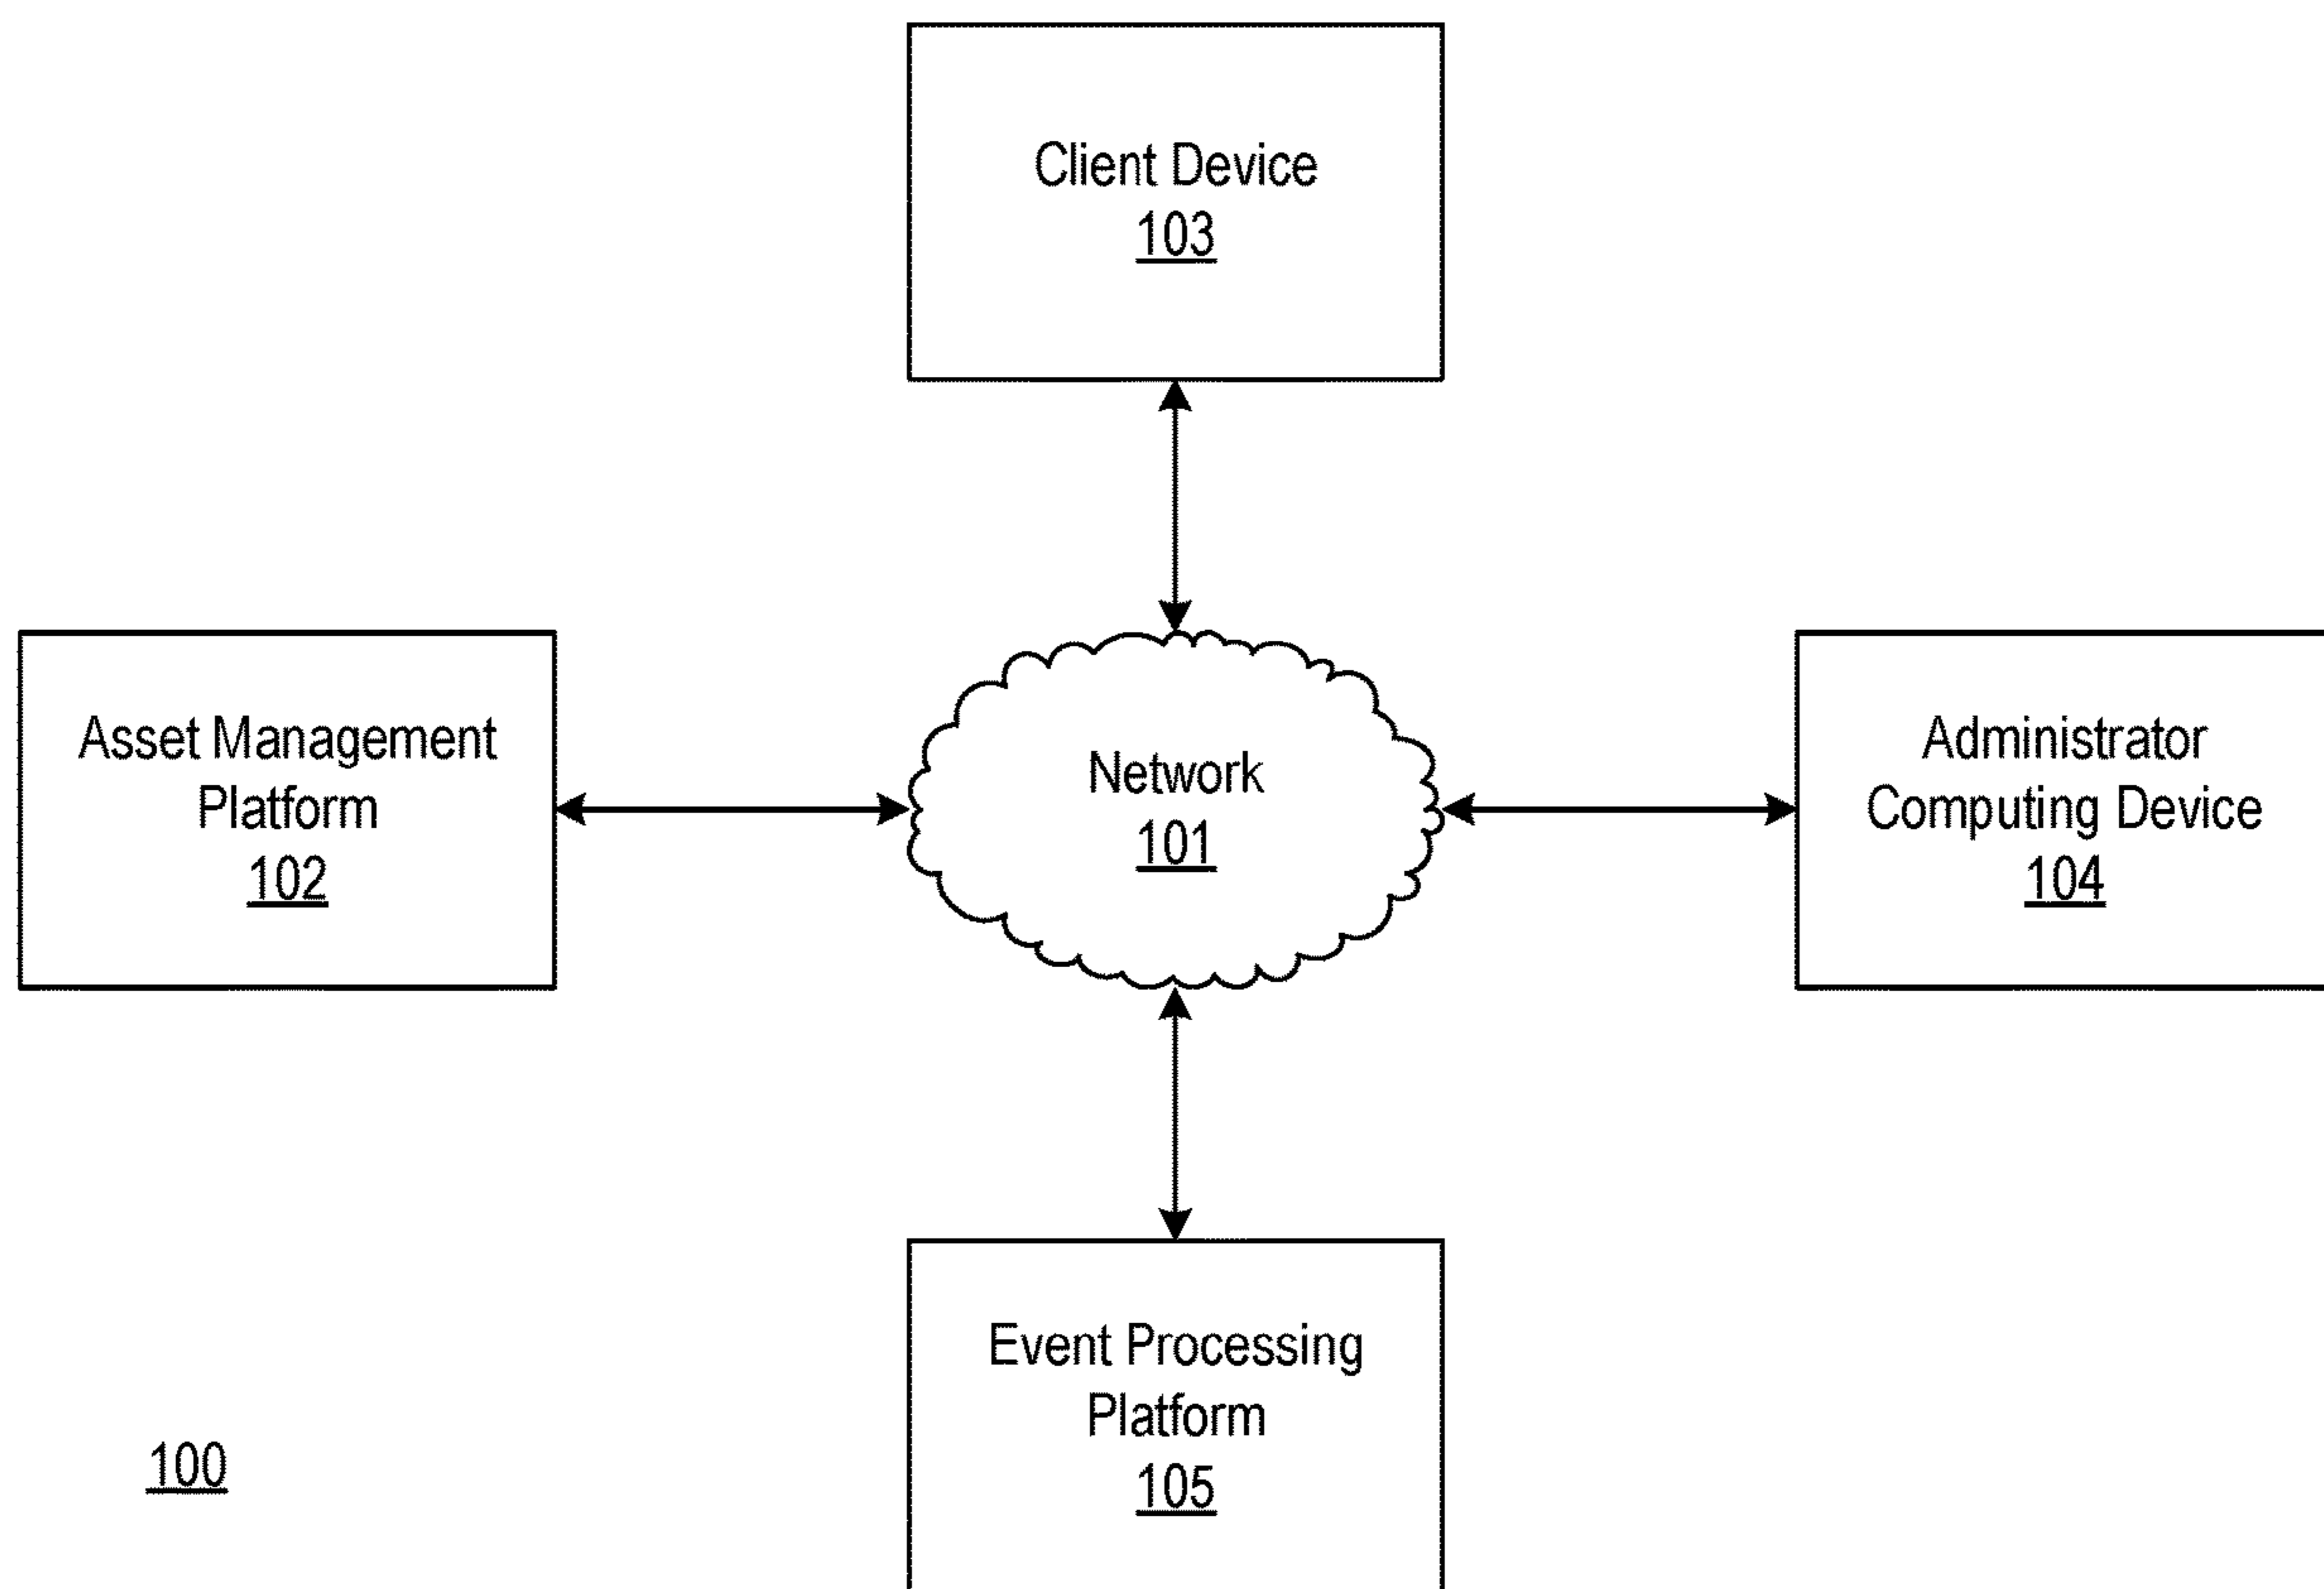 Client Device
103
Asset Management
Platform
102
Network
101
Administrator
Computing Device
104
Event Processing
Platform
105
100